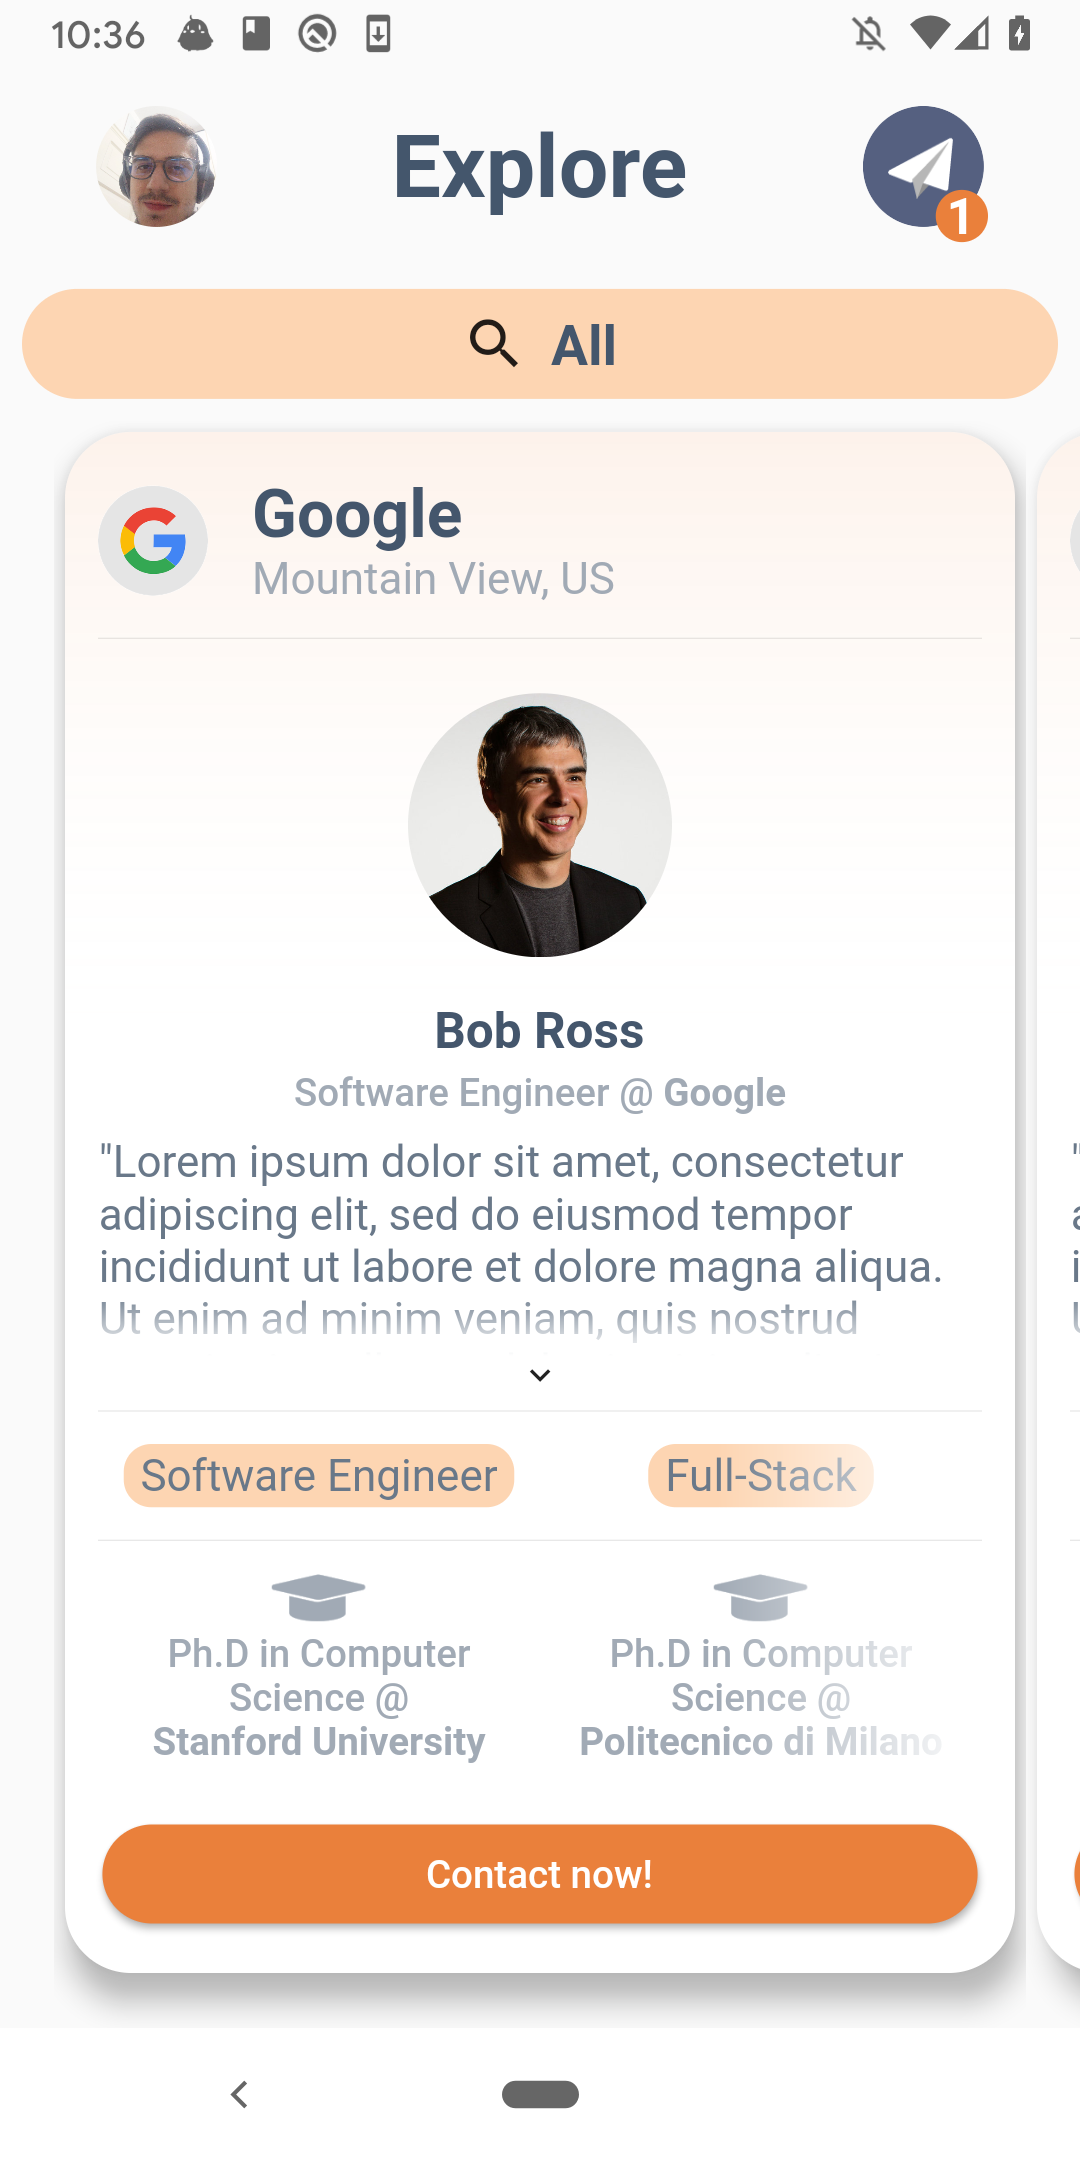 10:36
Explore
1
All
Google
Mountain View, US
Bob Ross
Software Engineer @ Google
"Lorem ipsum dolor sit amet, consectetur
adipiscing elit, sed do eiusmod tempor
incididunt ut labore et dolore magna aliqua.
Ut enim ad minim veniam, quis nostrud
Software Engineer
Full-Stack
Ph.D in Computer
Science @
Stanford University
Ph.D in Computer
Science @
Politecnico di Milano
Contact now!